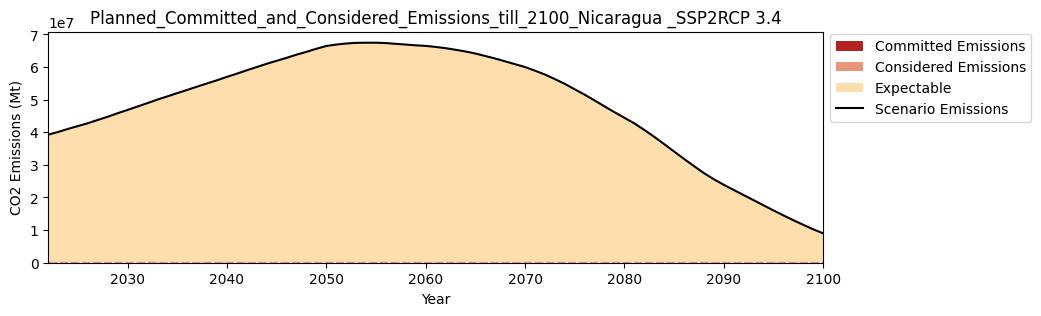 Planned_Committed_and_Considered_Emissions_till_2100_Nicaragua _SSP2RCP 3.4
1e7
7
6
5
4
3
2
1
0
CO2 Emissions (Mt)
2030 2040 2050 2060 2070 2080 2090 2100
Year
Committed Emissions
Considered Emissions
Expectable
Scenario Emissions